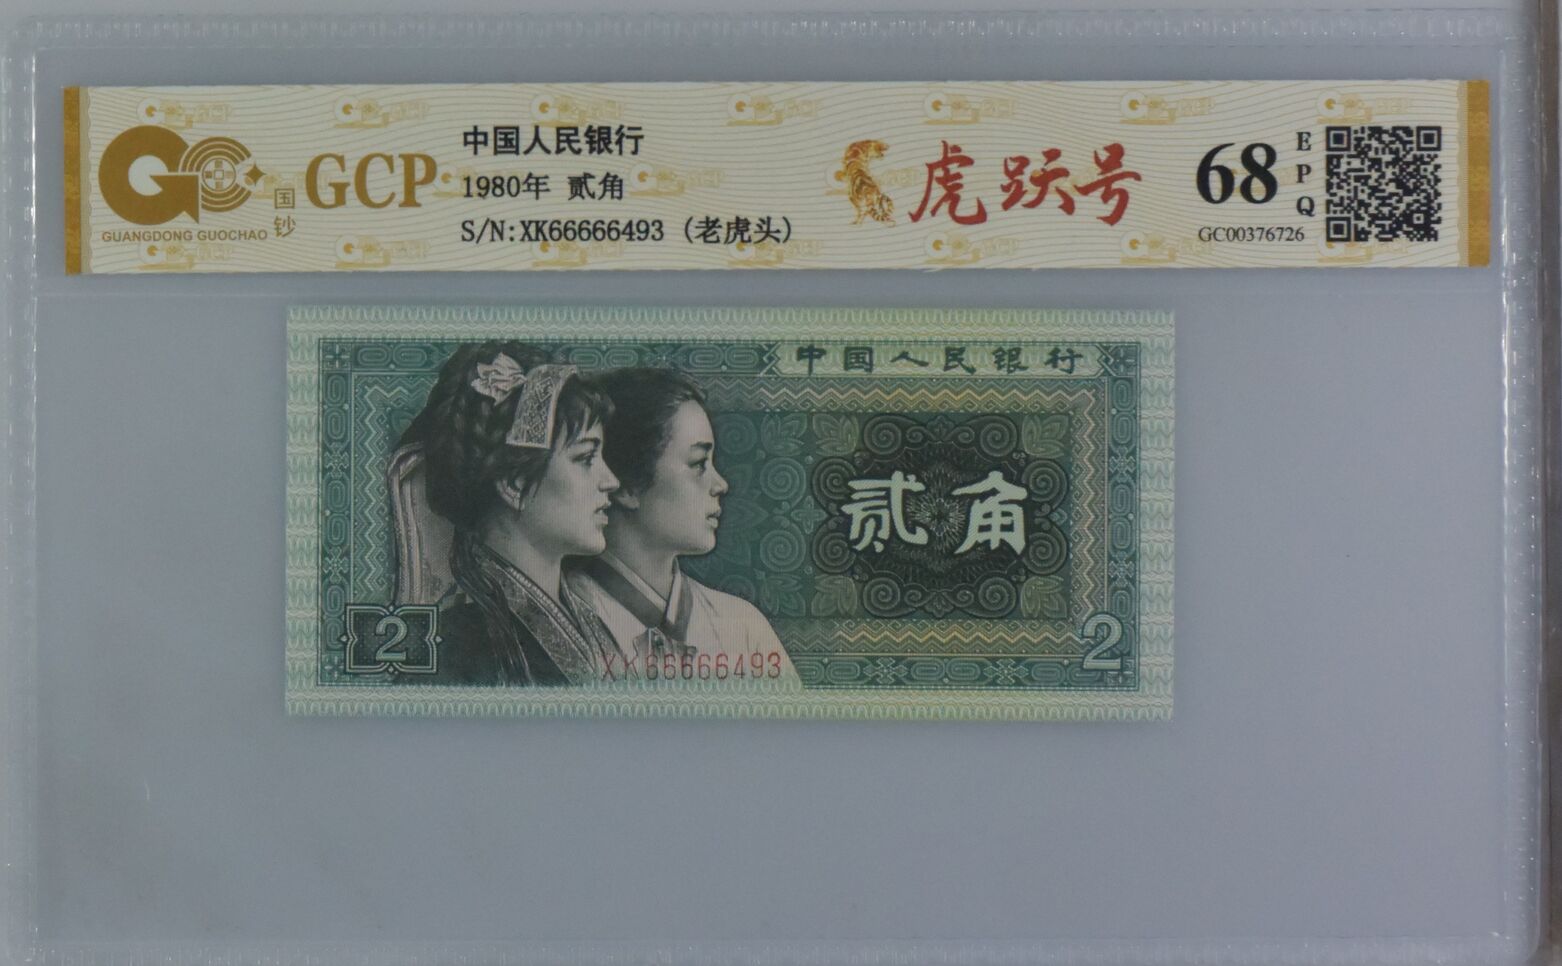 GUANGDONG GUOCHAO
国钞
GCP
中国人民银行
1980年 贰角
S/N:XK66666493 (老虎头)
虎跃号
68
EPQ
GC00376726
中国人民银行
贰角
2
2
XK66666493